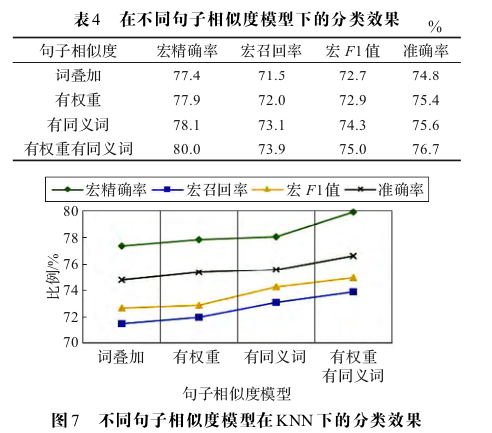 表4 在不同句子相似度模型下的分类效果 %
句子相似度 宏精确率 宏召回率 宏 F1值 准确率
词叠加 77.4 71.5 72.7 74.8
有权重 77.9 72.0 72.9 75.4
有同义词 78.1 73.1 74.3 75.6
有权重有同义词 80.0 73.9 75.0 76.7
宏精确率 宏召回率 宏 F1值 准确率
80
78
76
74
72
70
比例/%
词叠加 有权重 有同义词 有权重
有同义词
句子相似度模型
图7 不同句子相似度模型在KNN下的分类效果